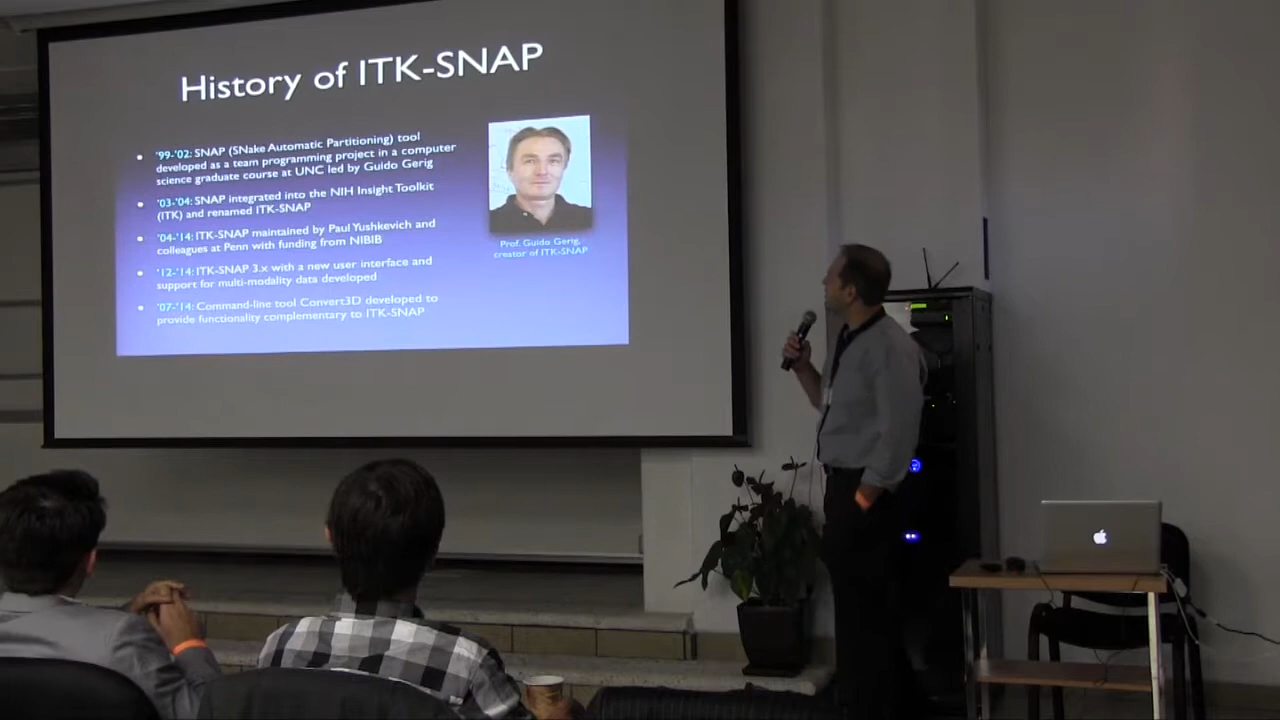 History of ITK-SNAP
• '99-'02: SNAP (SNake Automatic Partitioning) tool
developed as a team programming project in a computer
science graduate course at UNC led by Guido Gerig
• '03-'04: SNAP integrated into the NIH Insight Toolkit
(ITK) and renamed ITK-SNAP
• '04-'14: ITK-SNAP maintained by Paul Yushkevich and
colleagues at Penn with funding from NIBIB
• '12-'14: ITK-SNAP 3.x with a new user interface and
support for multi-modality data developed
• '07-'14: Command-line tool Convert3D developed to
provide functionality complementary to ITK-SNAP
Prof. Guido Gerig,
creator of ITK-SNAP